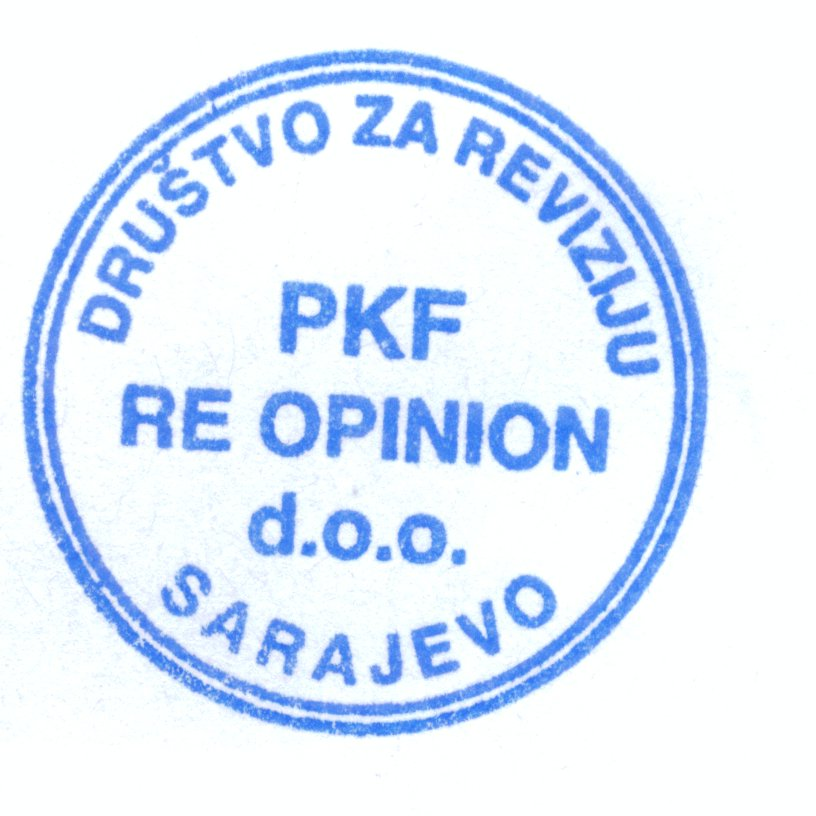 DRUŠTVO ZA REVIZIJU
PKF
RE OPINION
d.o.o.
SARAJEVO